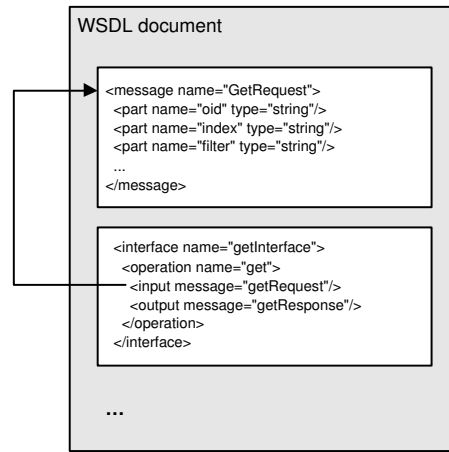 WSDL document
<message name="GetRequest">
<part name="oid" type="string"/>
<part name="index" type="string"/>
<part name="filter" type="string"/>
...
</message>
<interface name="getInterface">
<operation name="get">
<input message="getRequest"/>
<output message="getResponse"/>
</operation>
</interface>
...